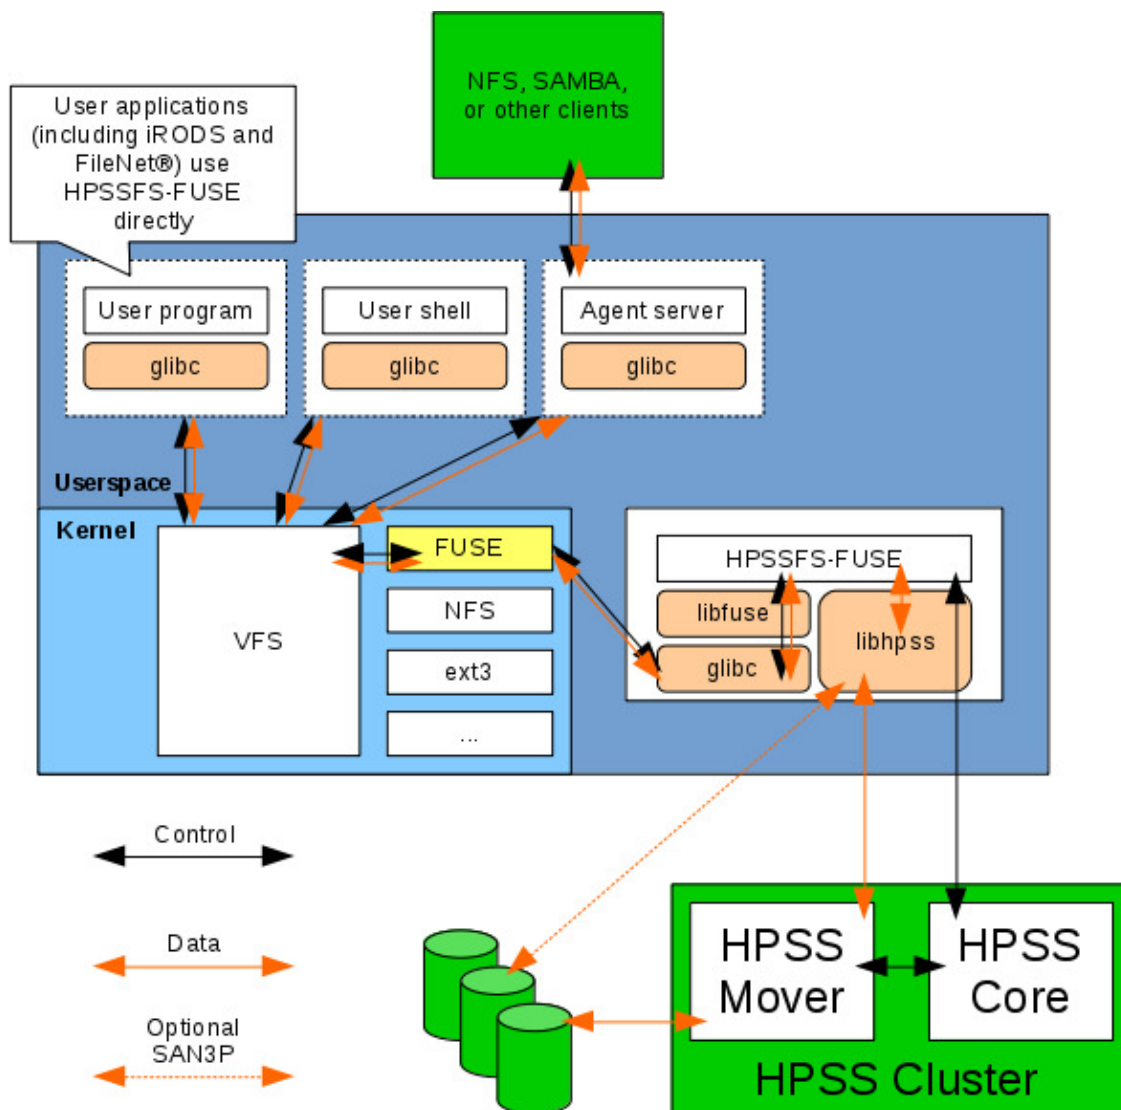 NFS, SAMBA,
or other clients
User applications
(including iRODS and
FileNet®) use
HPSSFS-FUSE
directly
User program
glibc
User shell
glibc
Agent server
glibc
Userspace
Kernel
VFS
FUSE
NFS
ext3
...
HPSSFS-FUSE
libfuse
glibc
libhpss
Control
Data
Optional
SAN3P
HPSS
Mover
HPSS
Core
HPSS Cluster